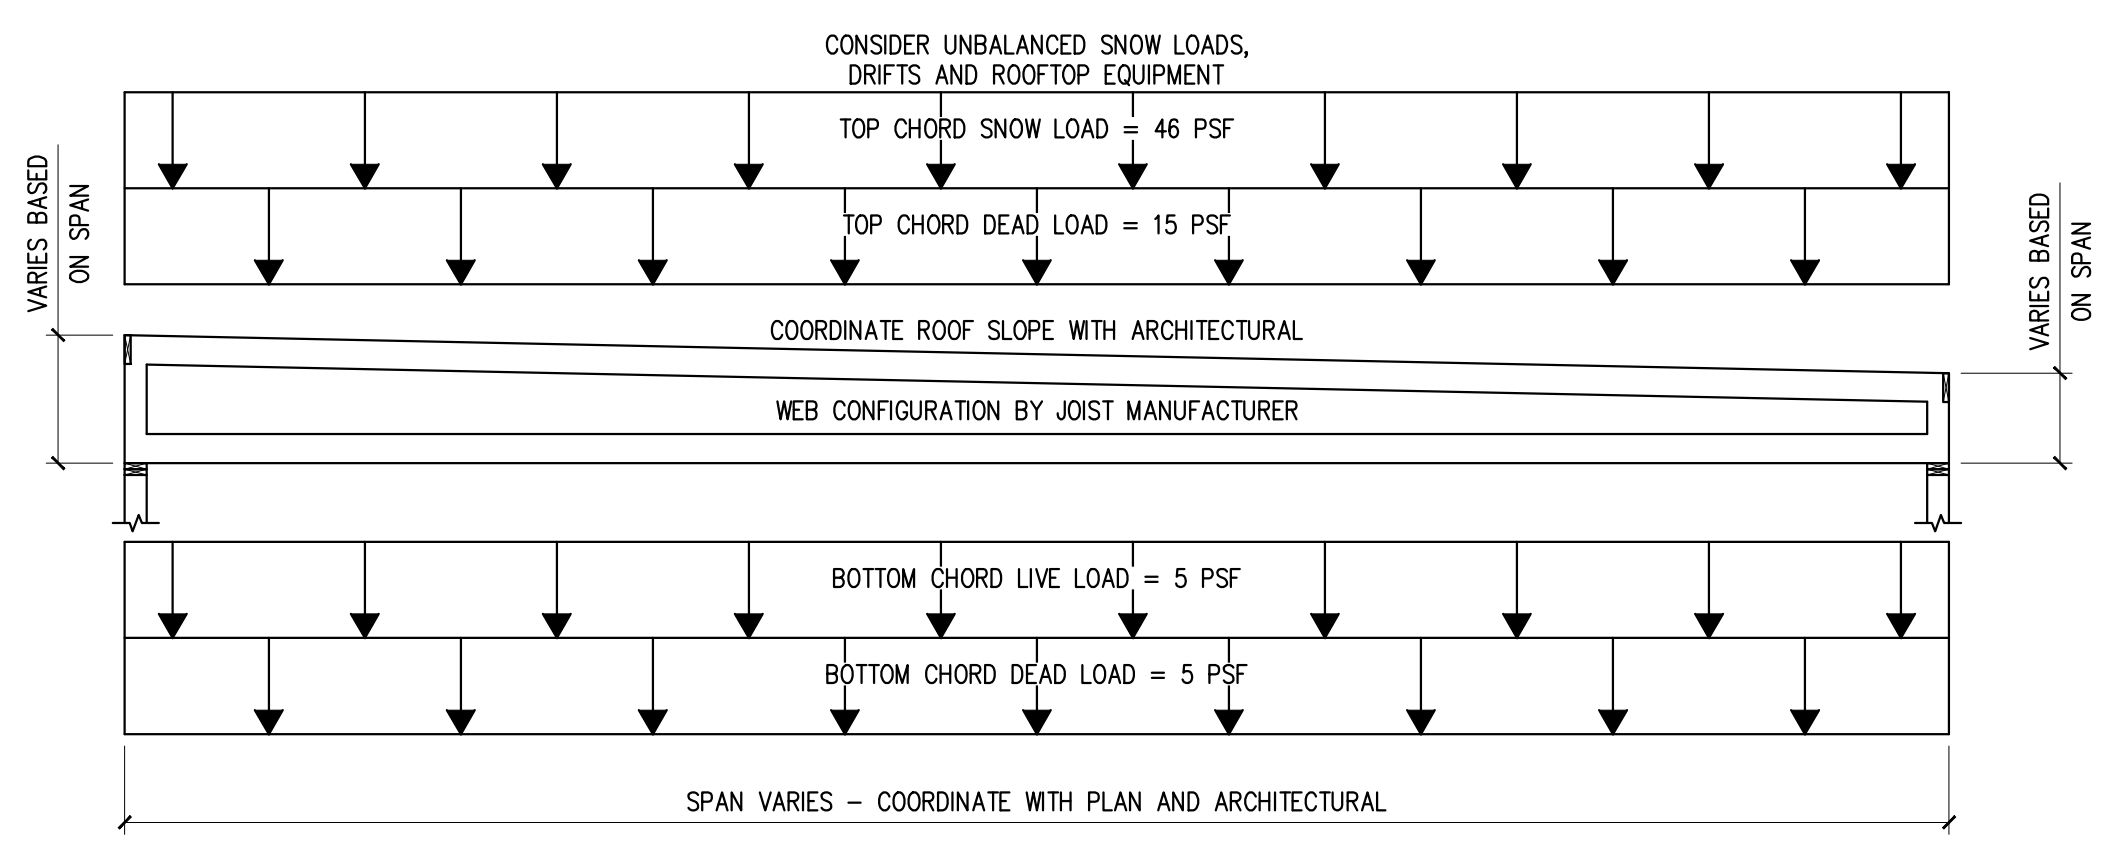 CONSIDER UNBALANCED SNOW LOADS,
DRIFTS AND ROOFTOP EQUIPMENT
TOP CHORD SNOW LOAD = 46 PSF
VARIES BASED
ON SPAN
TOP CHORD DEAD LOAD = 15 PSF
VARIES BASED
ON SPAN
COORDINATE ROOF SLOPE WITH ARCHITECTURAL
WEB CONFIGURATION BY JOIST MANUFACTURER
BOTTOM CHORD LIVE LOAD = 5 PSF
BOTTOM CHORD DEAD LOAD = 5 PSF
SPAN VARIES – COORDINATE WITH PLAN AND ARCHITECTURAL